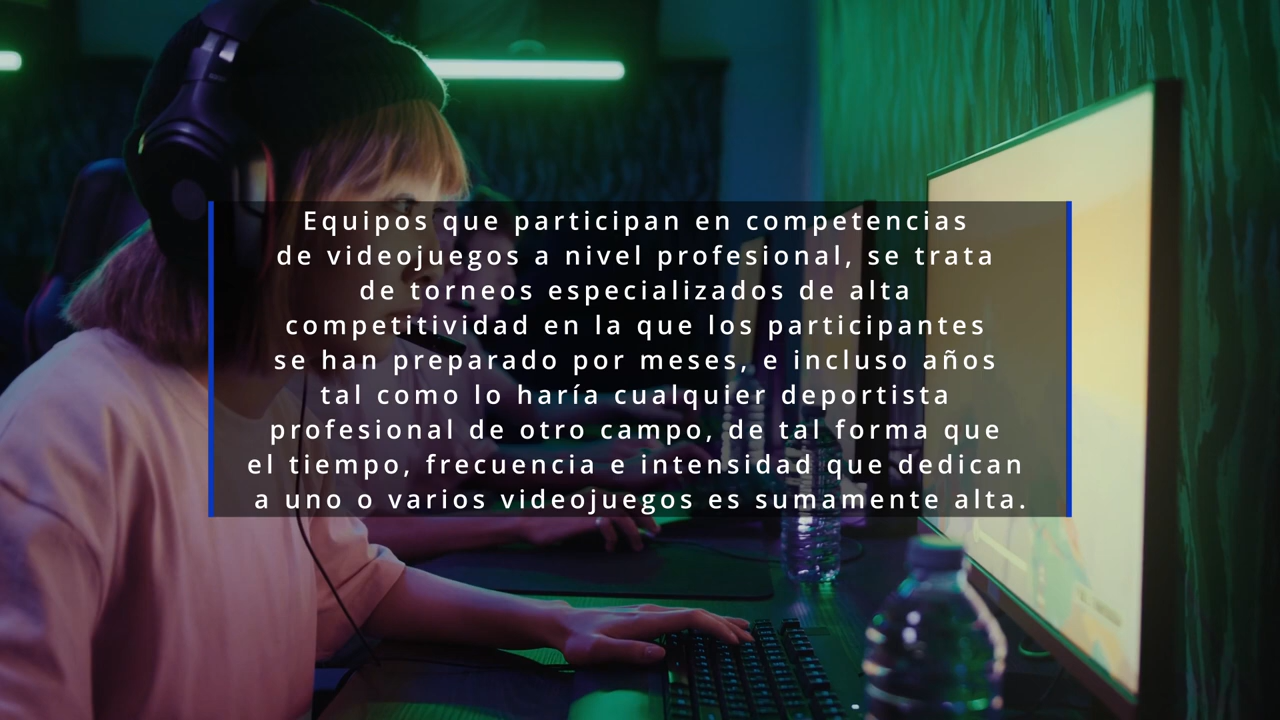 Equipos que participan en competencias
de videojuegos a nivel profesional, se trata
de torneos especializados de alta
competitividad en la que los participantes
se han preparado por meses, e incluso años
tal como lo haría cualquier deportista
profesional de otro campo, de tal forma que
el tiempo, frecuencia e intensidad que dedican
a uno o varios videojuegos es sumamente alta.